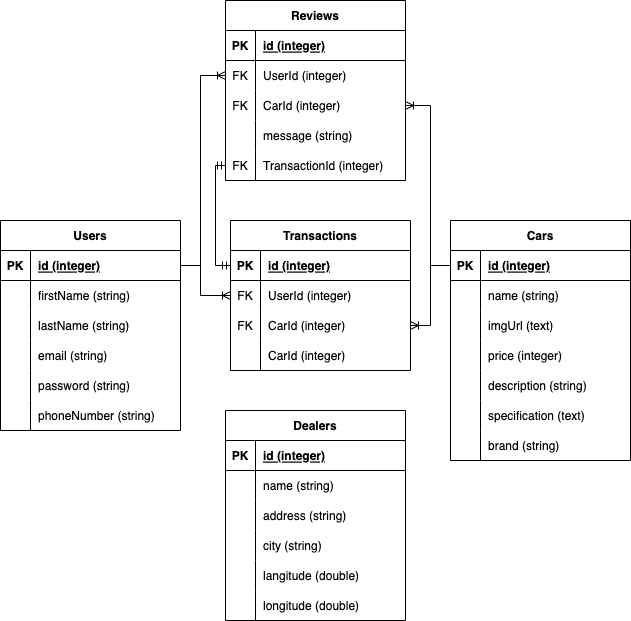 Reviews
PK id (integer)
FK UserId (integer)
FK CarId (integer)
message (string)
FK TransactionId (integer)
Users
PK id (integer)
firstName (string)
lastName (string)
email (string)
password (string)
phoneNumber (string)
Transactions
PK id (integer)
FK UserId (integer)
FK CarId (integer)
CarId (integer)
Cars
PK id (integer)
name (string)
imgUrl (text)
price (integer)
description (string)
specification (text)
brand (string)
Dealers
PK id (integer)
name (string)
address (string)
city (string)
langitude (double)
longitude (double)